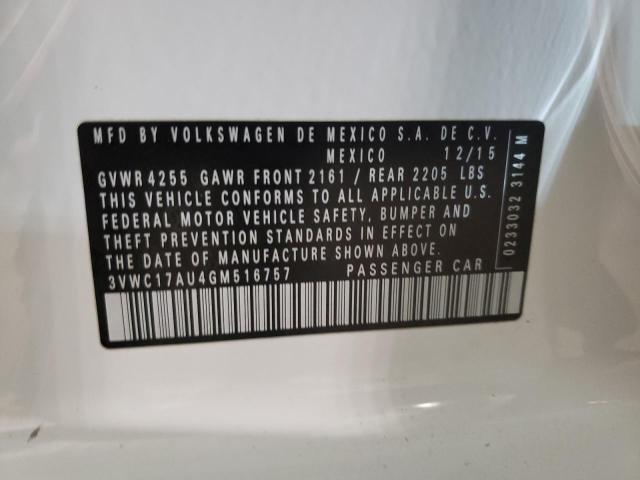 MFD BY VOLKSWAGEN DE MEXICO S.A. DE C.V.
MEXICO 12/15
GVWR 4255 GAWR FRONT 2161 / REAR 2205 LBS
THIS VEHICLE CONFORMS TO ALL APPLICABLE U.S.
FEDERAL MOTOR VEHICLE SAFETY, BUMPER AND
THEFT PREVENTION STANDARDS IN EFFECT ON
THE DATE OF MANUFACTURE SHOWN ABOVE.
3VWC17AU4GM516757 PASSENGER CAR
0233032 3144 M